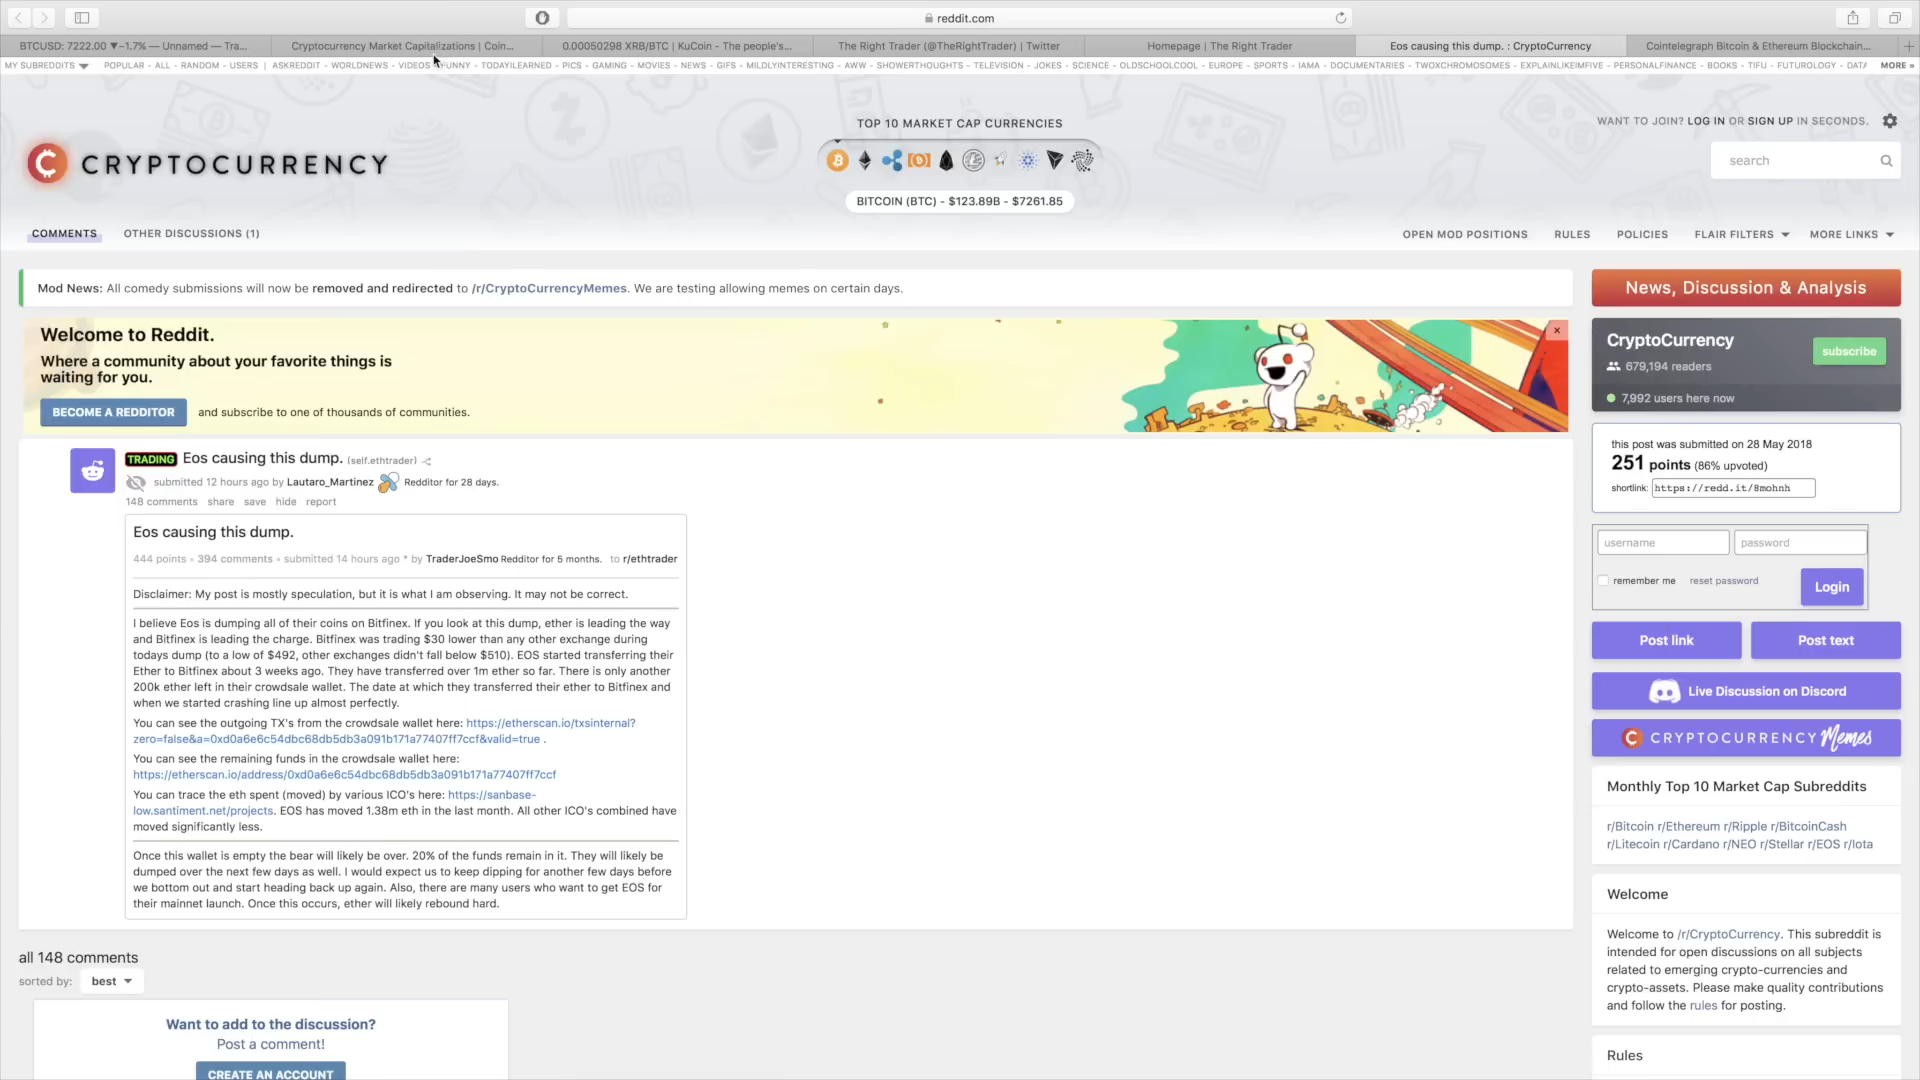 reddit.com
BTCUSD: 7222.00 ▼−1.7% — Unnamed — Tra...
Cryptocurrency Market Capitalizations | Coin...
0.00050298 XRB/BTC | KuCoin - The people's...
The Right Trader (@TheRightTrader) | Twitter
Homepage | The Right Trader
Eos causing this dump. : CryptoCurrency
Cointelegraph Bitcoin & Ethereum Blockchain...
MY SUBREDDITS POPULAR - ALL - RANDOM - USERS | ASKREDDIT - WORLDNEWS - VIDEOS - FUNNY - TODAYILEARNED - PICS - GAMING - MOVIES - NEWS - GIFS - MILDLYINTERESTING - AWW - SHOWERTHOUGHTS - TELEVISION - JOKES - SCIENCE - OLDSCHOOLCOOL - EUROPE - SPORTS - IAMA - DOCUMENTARIES - TWOXCHROMOSOMES - EXPLAINLIKEIMFIVE - PERSONALFINANCE - BOOKS - TIFU - FUTUROLOGY - DATA MORE »
TOP 10 MARKET CAP CURRENCIES
WANT TO JOIN? LOG IN OR SIGN UP IN SECONDS.
CRYPTOCURRENCY
search
BITCOIN (BTC) - $123.89B - $7261.85
COMMENTS OTHER DISCUSSIONS (1)
OPEN MOD POSITIONS RULES POLICIES FLAIR FILTERS MORE LINKS
Mod News: All comedy submissions will now be removed and redirected to /r/CryptoCurrencyMemes. We are testing allowing memes on certain days.
Welcome to Reddit.
Where a community about your favorite things is
waiting for you.
BECOME A REDDITOR and subscribe to one of thousands of communities.
×
TRADING Eos causing this dump. (self.ethtrader)
submitted 12 hours ago by Lautaro_Martinez Redditor for 28 days.
148 comments share save hide report
Eos causing this dump.
444 points • 394 comments • submitted 14 hours ago * by TraderJoeSmo Redditor for 5 months. to r/ethtrader
Disclaimer: My post is mostly speculation, but it is what I am observing. It may not be correct.
I believe Eos is dumping all of their coins on Bitfinex. If you look at this dump, ether is leading the way
and Bitfinex is leading the charge. Bitfinex was trading $30 lower than any other exchange during
todays dump (to a low of $492, other exchanges didn't fall below $510). EOS started transferring their
Ether to Bitfinex about 3 weeks ago. They have transferred over 1m ether so far. There is only another
200k ether left in their crowdsale wallet. The date at which they transferred their ether to Bitfinex and
when we started crashing line up almost perfectly.
You can see the outgoing TX's from the crowdsale wallet here: https://etherscan.io/txsinternal?
zero=false&a=0xd0a6e6c54dbc68db5db3a091b171a77407ff7ccf&valid=true .
You can see the remaining funds in the crowdsale wallet here:
https://etherscan.io/address/0xd0a6e6c54dbc68db5db3a091b171a77407ff7ccf
You can trace the eth spent (moved) by various ICO's here: https://sanbase-
low.santiment.net/projects. EOS has moved 1.38m eth in the last month. All other ICO's combined have
moved significantly less.
Once this wallet is empty the bear will likely be over. 20% of the funds remain in it. They will likely be
dumped over the next few days as well. I would expect us to keep dipping for another few days before
we bottom out and start heading back up again. Also, there are many users who want to get EOS for
their mainnet launch. Once this occurs, ether will likely rebound hard.
all 148 comments
sorted by: best
Want to add to the discussion?
Post a comment!
CREATE AN ACCOUNT
News, Discussion & Analysis
CryptoCurrency
subscribe
679,194 readers
7,992 users here now
this post was submitted on 28 May 2018
251 points (86% upvoted)
shortlink: https://redd.it/8mohnh
username password
remember me reset password Login
Post link Post text
Live Discussion on Discord
CRYPTOCURRENCY Memes
Monthly Top 10 Market Cap Subreddits
r/Bitcoin r/Ethereum r/Ripple r/BitcoinCash
r/Litecoin r/Cardano r/NEO r/Stellar r/EOS r/Iota
Welcome
Welcome to /r/CryptoCurrency. This subreddit is
intended for open discussions on all subjects
related to emerging crypto-currencies and
crypto-assets. Please make quality contributions
and follow the rules for posting.
Rules